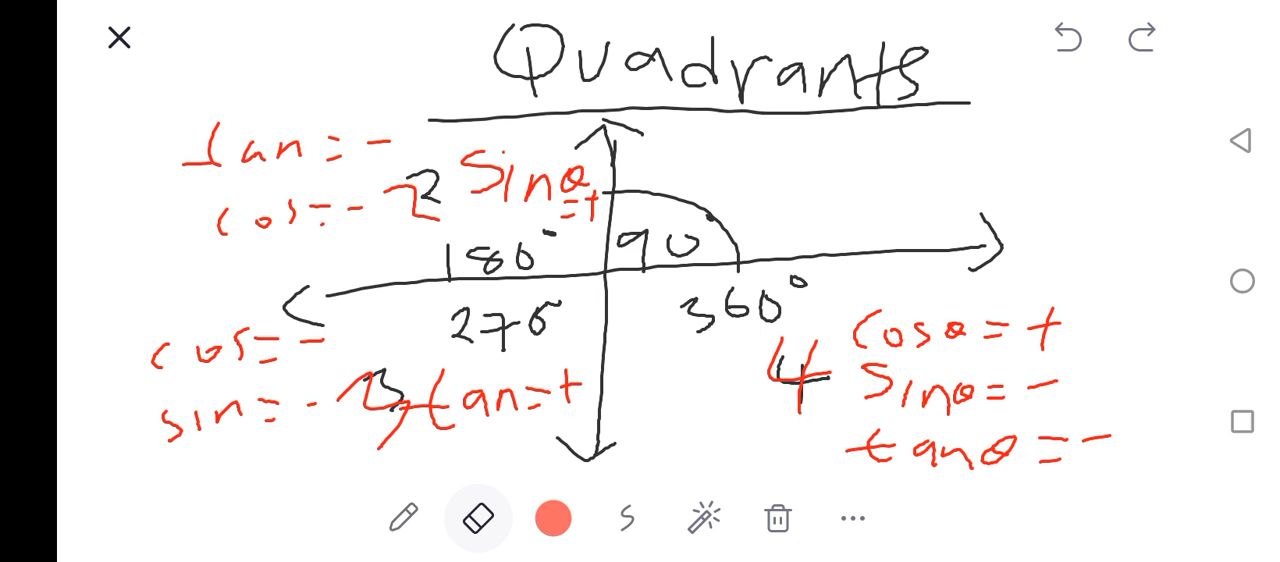 Quadrants
tan = -
cos = - 2 Sinθ = +
180° 90
270° 360°
cos = -
sin = - 3 tan = +
4 cosθ = +
Sinθ = -
tanθ = -